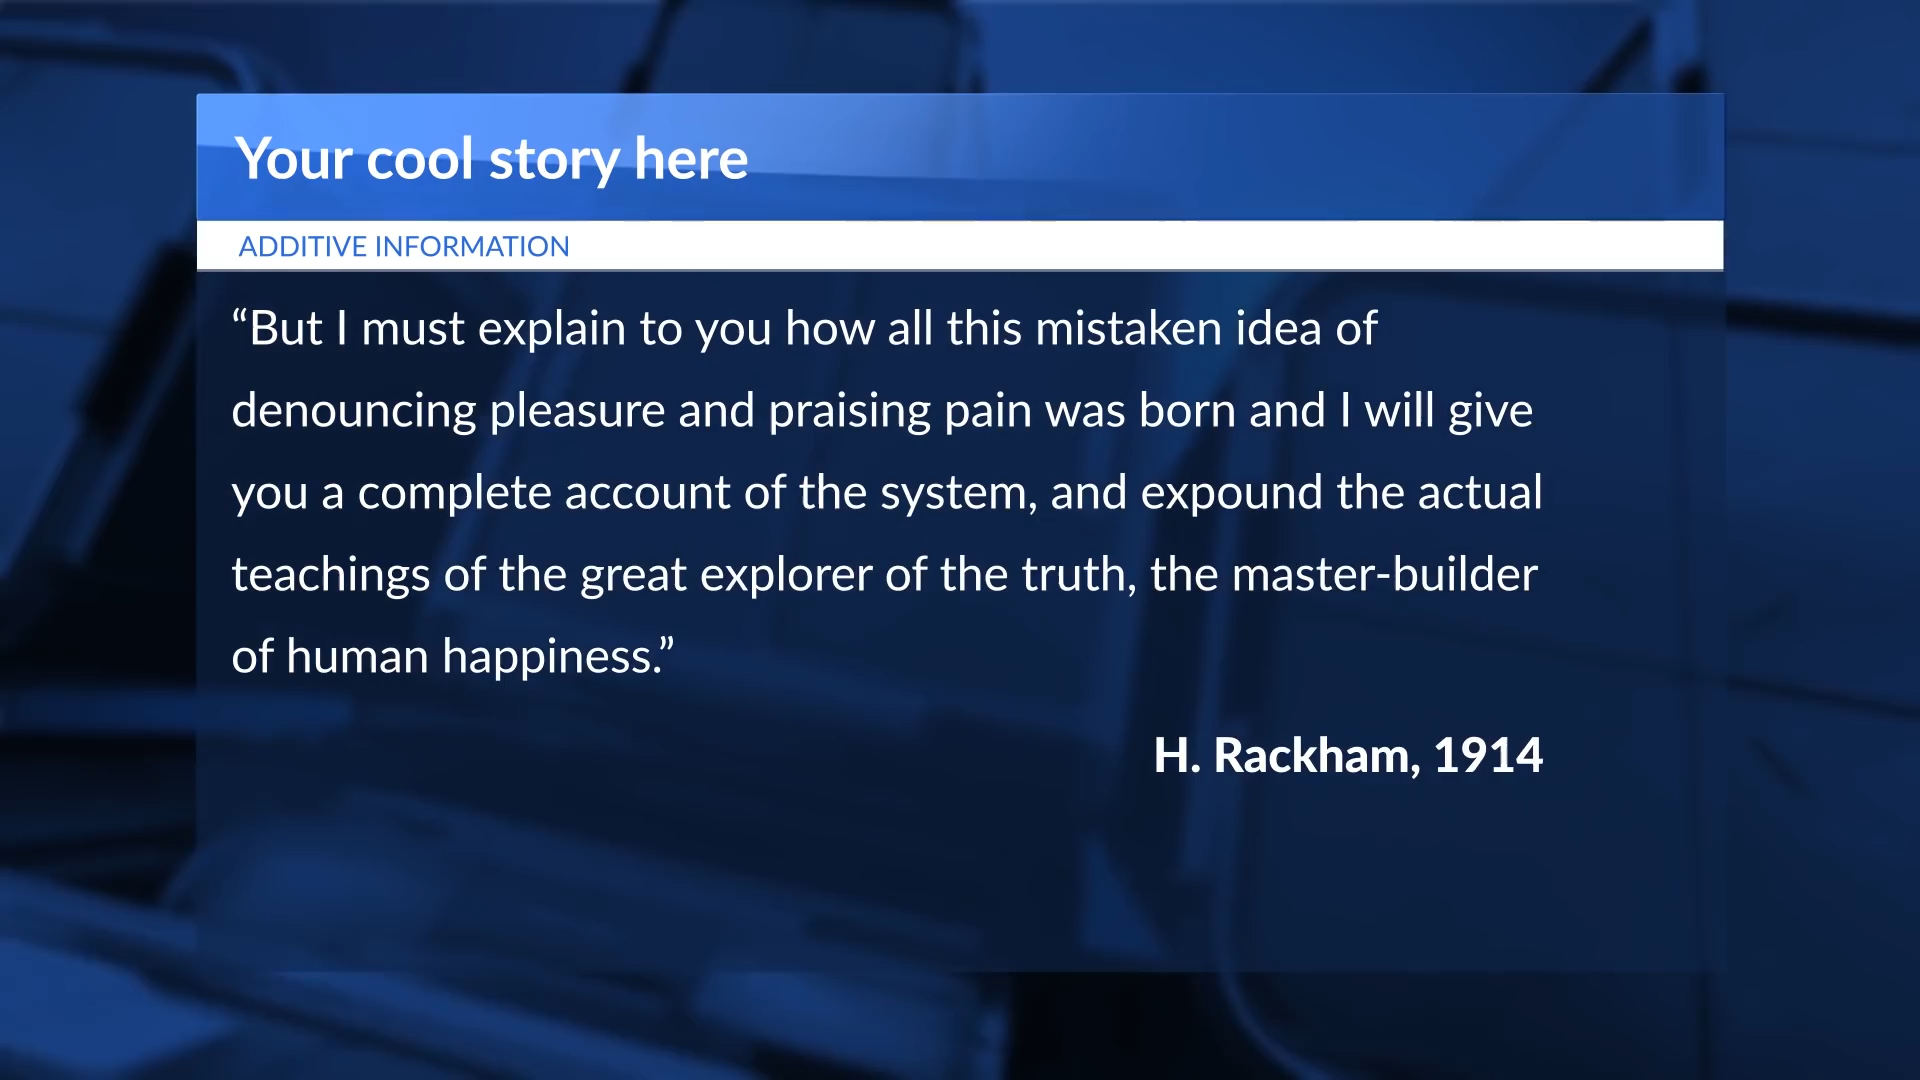 Your cool story here
ADDITIVE INFORMATION
“But I must explain to you how all this mistaken idea of
denouncing pleasure and praising pain was born and I will give
you a complete account of the system, and expound the actual
teachings of the great explorer of the truth, the master-builder
of human happiness.”
H. Rackham, 1914